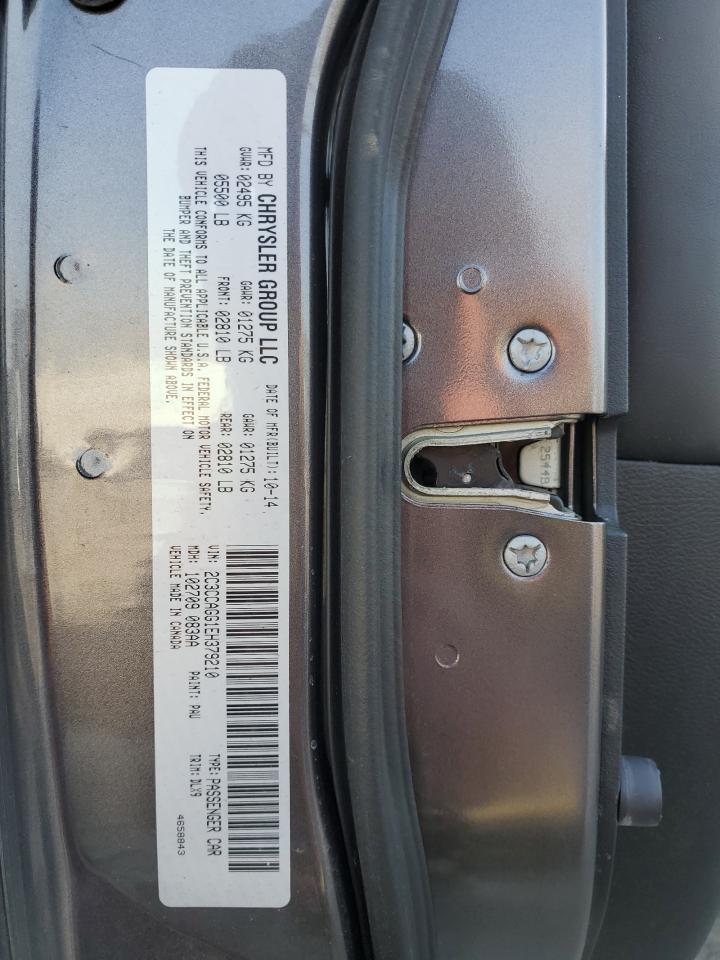 MFD BY CHRYSLER GROUP LLC DATE OF MFR(BUILT): 10-14
GVWR: 02495 KG GAWR: 01275 KG GAWR: 01275 KG
05500 LB FRONT: 02810 LB REAR: 02810 LB
THIS VEHICLE CONFORMS TO ALL APPLICABLE U.S.A. FEDERAL MOTOR VEHICLE SAFETY,
BUMPER AND THEFT PREVENTION STANDARDS IN EFFECT ON
THE DATE OF MANUFACTURE SHOWN ABOVE.
VIN: 2C3CCAGG1EH379210 TYPE: PASSENGER CAR
MDH: 102709 083AA PAINT: PAU TRIM: DLX9
VEHICLE MADE IN CANADA 4658843